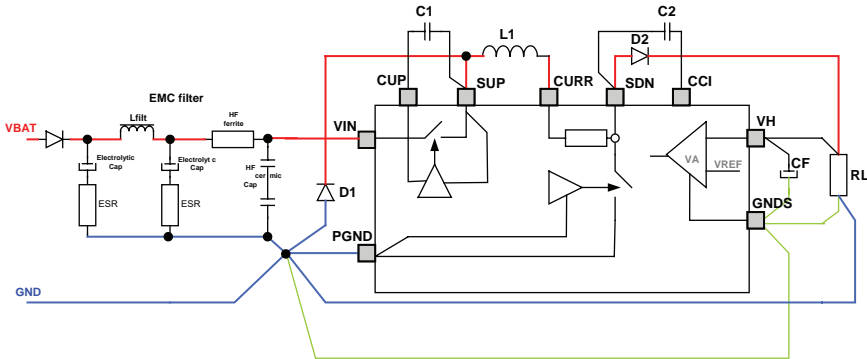 C1
C2
L1
D2
CUP
SUP
CURR
SDN
CCI
EMC filter
Lfilt
HF
ferrite
VBAT
VIN
VH
Electrolytic
Cap
Electrolyt c
Cap
HF
cer mic
Cap
VA
VREF
CF
RL
ESR
ESR
D1
GNDS
PGND
GND